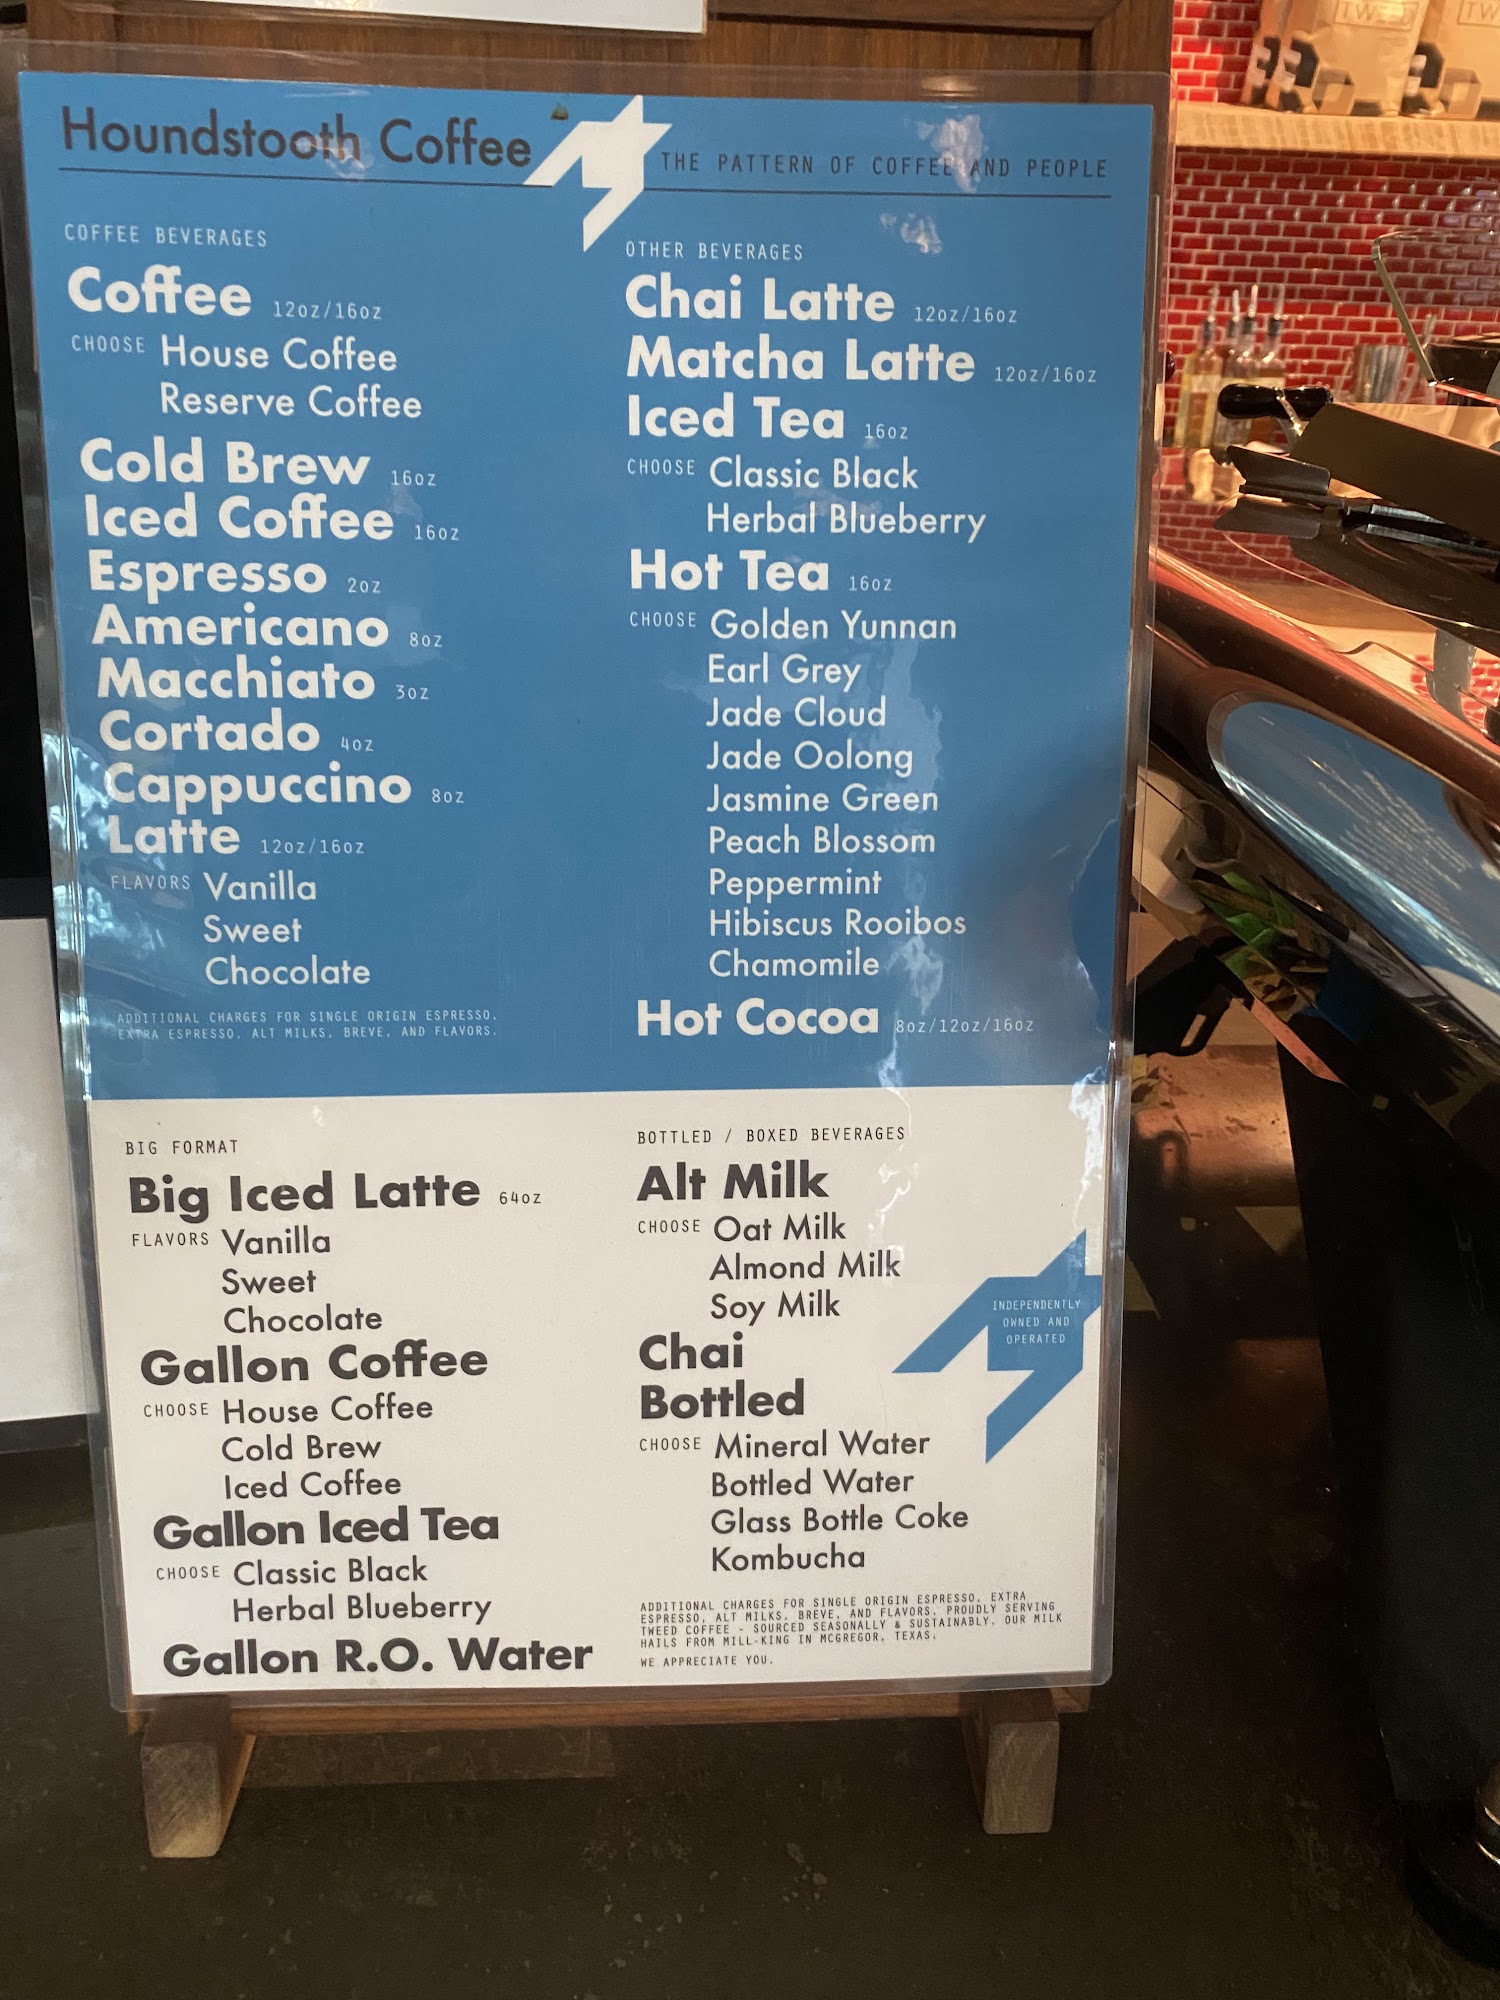 Houndstooth Coffee
THE PATTERN OF COFFEE AND PEOPLE
COFFEE BEVERAGES
Coffee 12oz/16oz
CHOOSE House Coffee
Reserve Coffee
Cold Brew 16oz
Iced Coffee 16oz
Espresso 2oz
Americano 8oz
Macchiato 3oz
Cortado 4oz
Cappuccino 8oz
Latte 12oz/16oz
FLAVORS Vanilla
Sweet
Chocolate
ADDITIONAL CHARGES FOR SINGLE ORIGIN ESPRESSO,
EXTRA ESPRESSO, ALT MILKS, BREVE, AND FLAVORS.
OTHER BEVERAGES
Chai Latte 12oz/16oz
Matcha Latte 12oz/16oz
Iced Tea 16oz
CHOOSE Classic Black
Herbal Blueberry
Hot Tea 16oz
CHOOSE Golden Yunnan
Earl Grey
Jade Cloud
Jade Oolong
Jasmine Green
Peach Blossom
Peppermint
Hibiscus Rooibos
Chamomile
Hot Cocoa 8oz/12oz/16oz
BIG FORMAT
Big Iced Latte 64oz
FLAVORS Vanilla
Sweet
Chocolate
Gallon Coffee
CHOOSE House Coffee
Cold Brew
Iced Coffee
Gallon Iced Tea
CHOOSE Classic Black
Herbal Blueberry
Gallon R.O. Water
BOTTLED / BOXED BEVERAGES
Alt Milk
CHOOSE Oat Milk
Almond Milk
Soy Milk
Chai
Bottled
CHOOSE Mineral Water
Bottled Water
Glass Bottle Coke
Kombucha
INDEPENDENTLY
OWNED AND
OPERATED
ADDITIONAL CHARGES FOR SINGLE ORIGIN ESPRESSO, EXTRA
ESPRESSO, ALT MILKS, BREVE, AND FLAVORS. PROUDLY SERVING
TWEED COFFEE - SOURCED SEASONALLY & SUSTAINABLY. OUR MILK
HAILS FROM MILL-KING IN MCGREGOR, TEXAS.
WE APPRECIATE YOU.